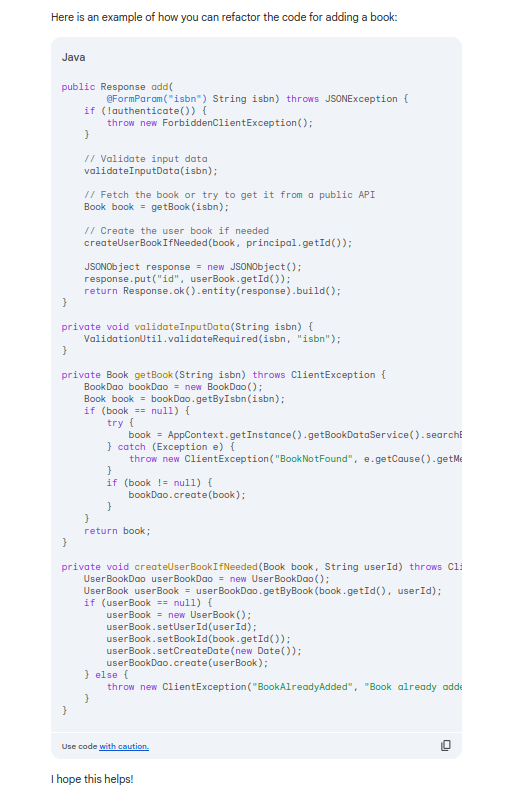 Here is an example of how you can refactor the code for adding a book:
Java
public Response add(
        @FormParam("isbn") String isbn) throws JSONException {
    if (!authenticate()) {
        throw new ForbiddenClientException();
    }

    // Validate input data
    validateInputData(isbn);

    // Fetch the book or try to get it from a public API
    Book book = getBook(isbn);

    // Create the user book if needed
    createUserBookIfNeeded(book, principal.getId());

    JSONObject response = new JSONObject();
    response.put("id", userBook.getId());
    return Response.ok().entity(response).build();
}

private void validateInputData(String isbn) {
    ValidationUtil.validateRequired(isbn, "isbn");
}

private Book getBook(String isbn) throws ClientException {
    BookDao bookDao = new BookDao();
    Book book = bookDao.getByIsbn(isbn);
    if (book == null) {
        try {
            book = AppContext.getInstance().getBookDataService().searchB
        } catch (Exception e) {
            throw new ClientException("BookNotFound", e.getCause().getMe
        }
        if (book != null) {
            bookDao.create(book);
        }
    }
    return book;
}

private void createUserBookIfNeeded(Book book, String userId) throws Cli
    UserBookDao userBookDao = new UserBookDao();
    UserBook userBook = userBookDao.getByBook(book.getId(), userId);
    if (userBook == null) {
        userBook = new UserBook();
        userBook.setUserId(userId);
        userBook.setBookId(book.getId());
        userBook.setCreateDate(new Date());
        userBookDao.create(userBook);
    } else {
        throw new ClientException("BookAlreadyAdded", "Book already adde
    }
}
Use code with caution.
I hope this helps!